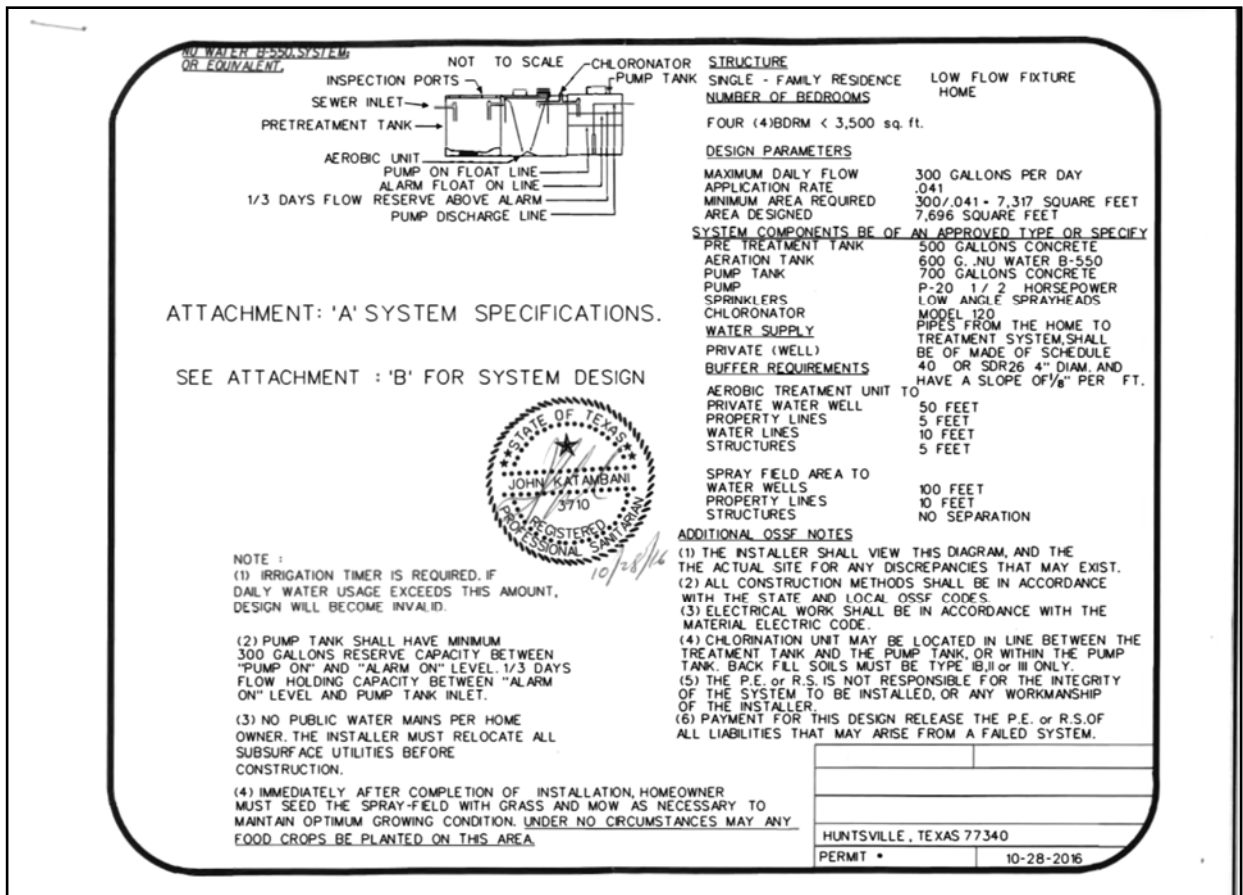 NU WATER B-550, SYSTEM,
OR EQUIVALENT.
NOT TO SCALE
CHLORONATOR
INSPECTION PORTS
PUMP TANK
SEWER INLET
PRETREATMENT TANK
AEROBIC UNIT
PUMP ON FLOAT LINE
ALARM FLOAT ON LINE
1/3 DAYS FLOW RESERVE ABOVE ALARM
PUMP DISCHARGE LINE
ATTACHMENT: 'A' SYSTEM SPECIFICATIONS.
SEE ATTACHMENT : 'B' FOR SYSTEM DESIGN
STATE OF TEXAS
JOHN KATAMBANI
3710
REGISTERED
PROFESSIONAL SANITARIAN
10/28/16
NOTE :
(1) IRRIGATION TIMER IS REQUIRED. IF
DAILY WATER USAGE EXCEEDS THIS AMOUNT,
DESIGN WILL BECOME INVALID.
(2) PUMP TANK SHALL HAVE MINIMUM
300 GALLONS RESERVE CAPACITY BETWEEN
"PUMP ON" AND "ALARM ON" LEVEL. 1/3 DAYS
FLOW HOLDING CAPACITY BETWEEN "ALARM
ON" LEVEL AND PUMP TANK INLET.
(3) NO PUBLIC WATER MAINS PER HOME
OWNER. THE INSTALLER MUST RELOCATE ALL
SUBSURFACE UTILITIES BEFORE
CONSTRUCTION.
(4) IMMEDIATELY AFTER COMPLETION OF INSTALLATION, HOMEOWNER
MUST SEED THE SPRAY-FIELD WITH GRASS AND MOW AS NECESSARY TO
MAINTAIN OPTIMUM GROWING CONDITION. UNDER NO CIRCUMSTANCES MAY ANY
FOOD CROPS BE PLANTED ON THIS AREA.
STRUCTURE
SINGLE - FAMILY RESIDENCE LOW FLOW FIXTURE
HOME
NUMBER OF BEDROOMS
FOUR (4)BDRM < 3,500 sq. ft.
DESIGN PARAMETERS
MAXIMUM DAILY FLOW 300 GALLONS PER DAY
APPLICATION RATE .041
MINIMUM AREA REQUIRED 300/.041 = 7,317 SQUARE FEET
AREA DESIGNED 7,696 SQUARE FEET
SYSTEM COMPONENTS BE OF AN APPROVED TYPE OR SPECIFY
PRE TREATMENT TANK 500 GALLONS CONCRETE
AERATION TANK 600 G. .NU WATER B-550
PUMP TANK 700 GALLONS CONCRETE
PUMP P-20 1 / 2 HORSEPOWER
SPRINKLERS LOW ANGLE SPRAYHEADS
CHLORONATOR MODEL 120
WATER SUPPLY
PRIVATE (WELL)
PIPES FROM THE HOME TO
TREATMENT SYSTEM, SHALL
BE OF MADE OF SCHEDULE
40 OR SDR26 4" DIAM. AND
HAVE A SLOPE OF 1/8" PER FT.
BUFFER REQUIREMENTS
AEROBIC TREATMENT UNIT TO
PRIVATE WATER WELL 50 FEET
PROPERTY LINES 5 FEET
WATER LINES 10 FEET
STRUCTURES 5 FEET
SPRAY FIELD AREA TO
WATER WELLS 100 FEET
PROPERTY LINES 10 FEET
STRUCTURES NO SEPARATION
ADDITIONAL OSSF NOTES
(1) THE INSTALLER SHALL VIEW THIS DIAGRAM, AND THE
THE ACTUAL SITE FOR ANY DISCREPANCIES THAT MAY EXIST.
(2) ALL CONSTRUCTION METHODS SHALL BE IN ACCORDANCE
WITH THE STATE AND LOCAL OSSF CODES.
(3) ELECTRICAL WORK SHALL BE IN ACCORDANCE WITH THE
MATERIAL ELECTRIC CODE.
(4) CHLORINATION UNIT MAY BE LOCATED IN LINE BETWEEN THE
TREATMENT TANK AND THE PUMP TANK, OR WITHIN THE PUMP
TANK. BACK FILL SOILS MUST BE TYPE IB,II or III ONLY.
(5) THE P.E. or R.S. IS NOT RESPONSIBLE FOR THE INTEGRITY
OF THE SYSTEM TO BE INSTALLED, OR ANY WORKMANSHIP
OF THE INSTALLER.
(6) PAYMENT FOR THIS DESIGN RELEASE THE P.E. or R.S.OF
ALL LIABILITIES THAT MAY ARISE FROM A FAILED SYSTEM.
HUNTSVILLE, TEXAS 77340
PERMIT • 10-28-2016